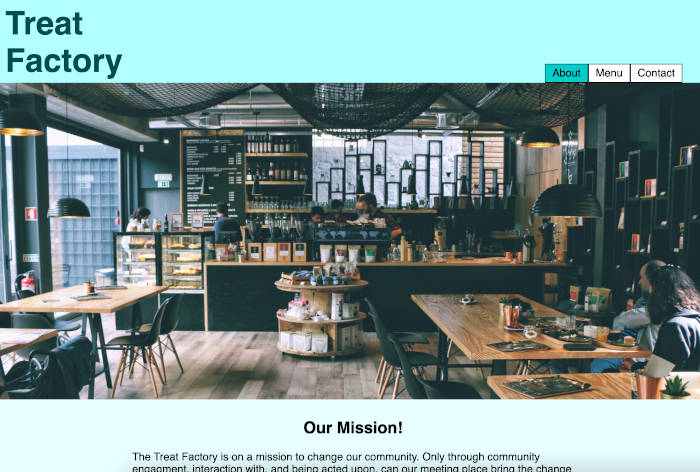 Treat
Factory
About
Menu
Contact
Our Mission!
The Treat Factory is on a mission to change our community. Only through community
engagment, interaction with, and being acted upon, can our meeting place bring the change